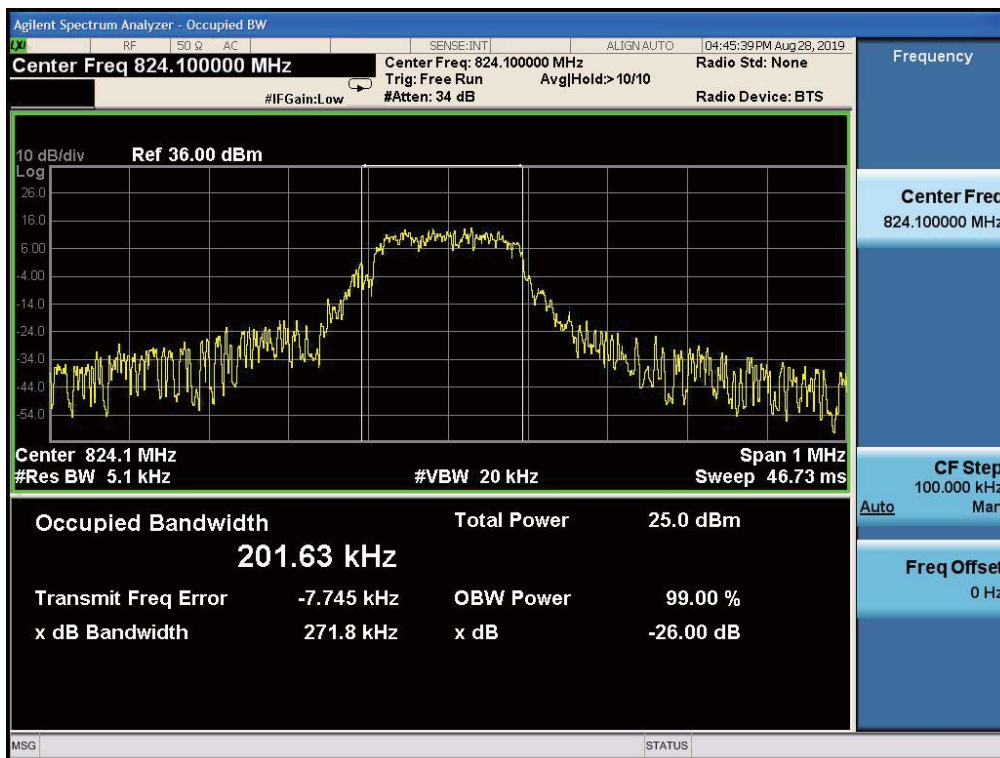 Agilent Spectrum Analyzer - Occupied BW
LXI RF 50 Ω AC SENSE:INT ALIGN AUTO 04:45:39 PM Aug 28, 2019
Center Freq 824.100000 MHz
Center Freq: 824.100000 MHz
Radio Std: None
Trig: Free Run Avg|Hold:>10/10
#IFGain:Low
#Atten: 34 dB
Radio Device: BTS
10 dB/div Ref 36.00 dBm
Log
26.0
16.0
6.00
-4.00
-14.0
-24.0
-34.0
-44.0
-54.0
Center 824.1 MHz Span 1 MHz
#Res BW 5.1 kHz #VBW 20 kHz Sweep 46.73 ms
Occupied Bandwidth Total Power 25.0 dBm
201.63 kHz
Transmit Freq Error -7.745 kHz OBW Power 99.00 %
x dB Bandwidth 271.8 kHz x dB -26.00 dB
MSG STATUS
Frequency
Center Freq
824.100000 MHz
CF Step
100.000 kHz
Auto Man
Freq Offset
0 Hz